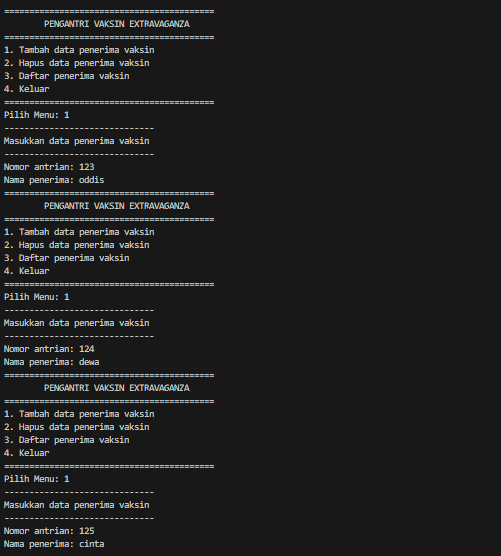 ==========================================
PENGANTRI VAKSIN EXTRAVAGANZA
==========================================
1. Tambah data penerima vaksin
2. Hapus data penerima vaksin
3. Daftar penerima vaksin
4. Keluar
==========================================
Pilih Menu: 1
------------------------------
Masukkan data penerima vaksin
------------------------------
Nomor antrian: 123
Nama penerima: oddis
==========================================
PENGANTRI VAKSIN EXTRAVAGANZA
==========================================
1. Tambah data penerima vaksin
2. Hapus data penerima vaksin
3. Daftar penerima vaksin
4. Keluar
==========================================
Pilih Menu: 1
------------------------------
Masukkan data penerima vaksin
------------------------------
Nomor antrian: 124
Nama penerima: dewa
==========================================
PENGANTRI VAKSIN EXTRAVAGANZA
==========================================
1. Tambah data penerima vaksin
2. Hapus data penerima vaksin
3. Daftar penerima vaksin
4. Keluar
==========================================
Pilih Menu: 1
------------------------------
Masukkan data penerima vaksin
------------------------------
Nomor antrian: 125
Nama penerima: cinta